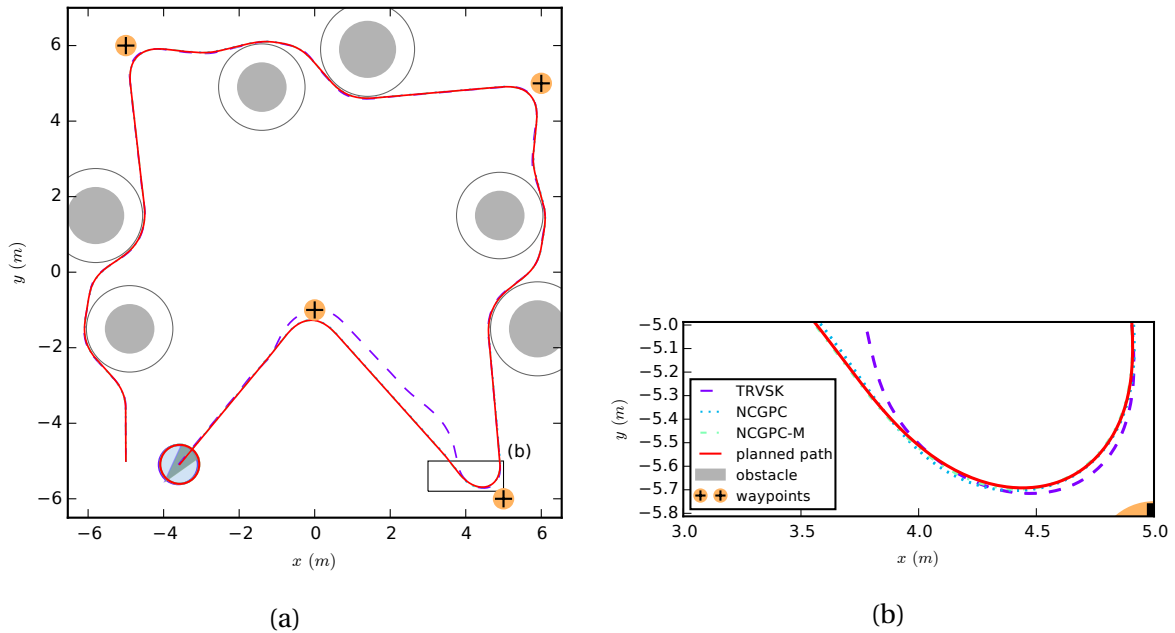 6
4
2
0
−2
−4
−6
y (m)
−6 −4 −2 0 2 4 6
x (m)
(b)
(a)
−5.0
−5.1
−5.2
−5.3
−5.4
−5.5
−5.6
−5.7
−5.8
y (m)
TRVSK
NCGPC
NCGPC-M
planned path
obstacle
waypoints
3.0 3.5 4.0 4.5 5.0
x (m)
(b)